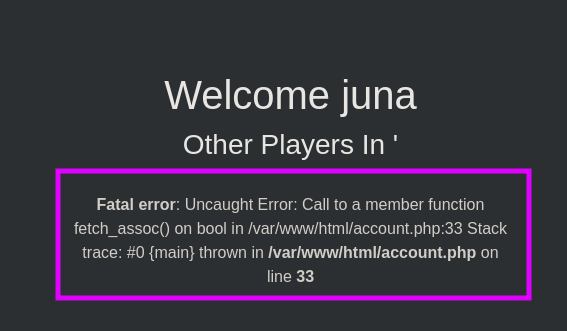 Welcome juna
Other Players In '
Fatal error: Uncaught Error: Call to a member function
fetch_assoc() on bool in /var/www/html/account.php:33 Stack
trace: #0 {main} thrown in /var/www/html/account.php on
line 33